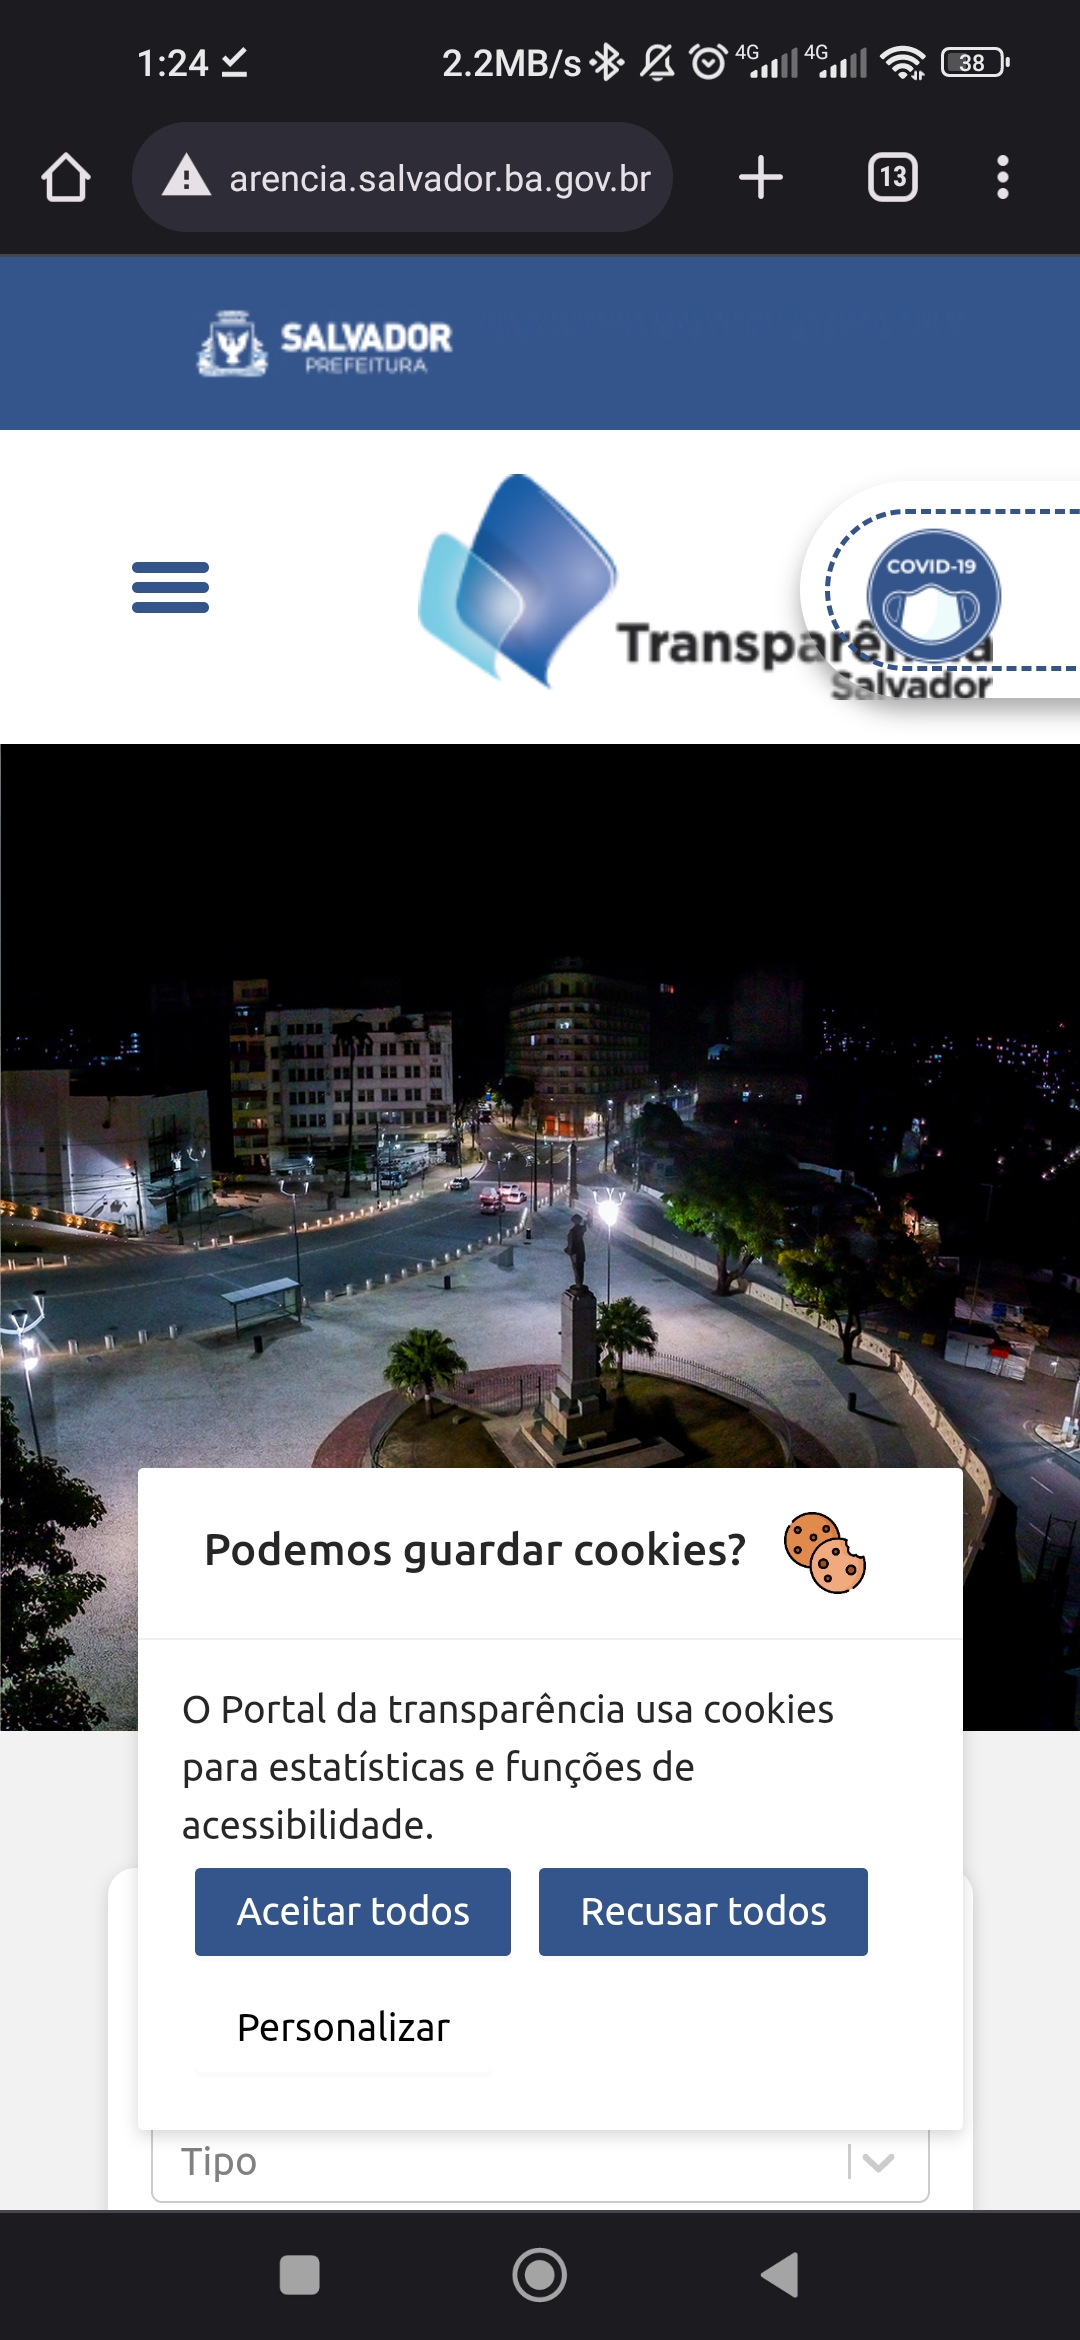 1:24 2.2MB/s 4G 4G 38
arencia.salvador.ba.gov.br 13
SALVADOR
PREFEITURA
COVID-19
Transparência
Salvador
Podemos guardar cookies?
O Portal da transparência usa cookies
para estatísticas e funções de
acessibilidade.
Aceitar todos Recusar todos
Personalizar
Tipo